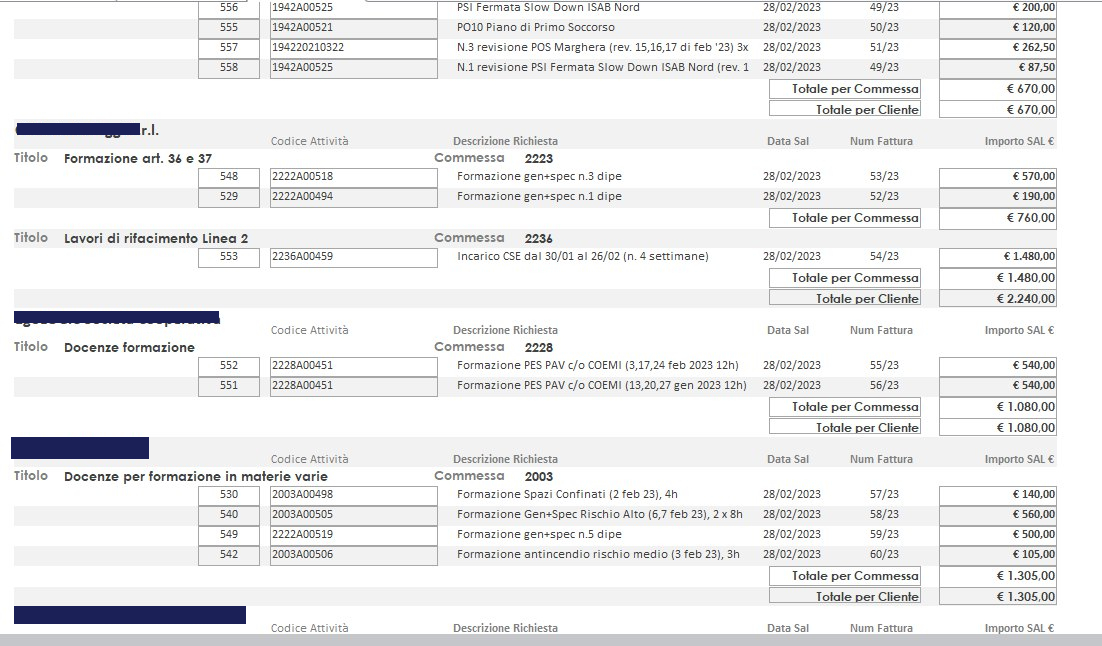 556 1942A00525 PSI Fermata Slow Down ISAB Nord 28/02/2023 49/23 € 200,00
555 1942A00521 PO10 Piano di Primo Soccorso 28/02/2023 50/23 € 120,00
557 194220210322 N.3 revisione POS Marghera (rev. 15,16,17 di feb '23) 3x 28/02/2023 51/23 € 262,50
558 1942A00525 N.1 revisione PSI Fermata Slow Down ISAB Nord (rev. 1 28/02/2023 49/23 € 87,50
Totale per Commessa € 670,00
Totale per Cliente € 670,00
r.l.
Codice Attività Descrizione Richiesta Data Sal Num Fattura Importo SAL €
Titolo Formazione art. 36 e 37 Commessa 2223
548 2222A00518 Formazione gen+spec n.3 dipe 28/02/2023 53/23 € 570,00
529 2222A00494 Formazione gen+spec n.1 dipe 28/02/2023 52/23 € 190,00
Totale per Commessa € 760,00
Titolo Lavori di rifacimento Linea 2 Commessa 2236
553 2236A00459 Incarico CSE dal 30/01 al 26/02 (n. 4 settimane) 28/02/2023 54/23 € 1.480,00
Totale per Commessa € 1.480,00
Totale per Cliente € 2.240,00
Codice Attività Descrizione Richiesta Data Sal Num Fattura Importo SAL €
Titolo Docenze formazione Commessa 2228
552 2228A00451 Formazione PES PAV c/o COEMI (3,17,24 feb 2023 12h) 28/02/2023 55/23 € 540,00
551 2228A00451 Formazione PES PAV c/o COEMI (13,20,27 gen 2023 12h) 28/02/2023 56/23 € 540,00
Totale per Commessa € 1.080,00
Totale per Cliente € 1.080,00
Codice Attività Descrizione Richiesta Data Sal Num Fattura Importo SAL €
Titolo Docenze per formazione in materie varie Commessa 2003
530 2003A00498 Formazione Spazi Confinati (2 feb 23), 4h 28/02/2023 57/23 € 140,00
540 2003A00505 Formazione Gen+Spec Rischio Alto (6,7 feb 23), 2 x 8h 28/02/2023 58/23 € 560,00
549 2222A00519 Formazione gen+spec n.5 dipe 28/02/2023 59/23 € 500,00
542 2003A00506 Formazione antincendio rischio medio (3 feb 23), 3h 28/02/2023 60/23 € 105,00
Totale per Commessa € 1.305,00
Totale per Cliente € 1.305,00
Codice Attività Descrizione Richiesta Data Sal Num Fattura Importo SAL €